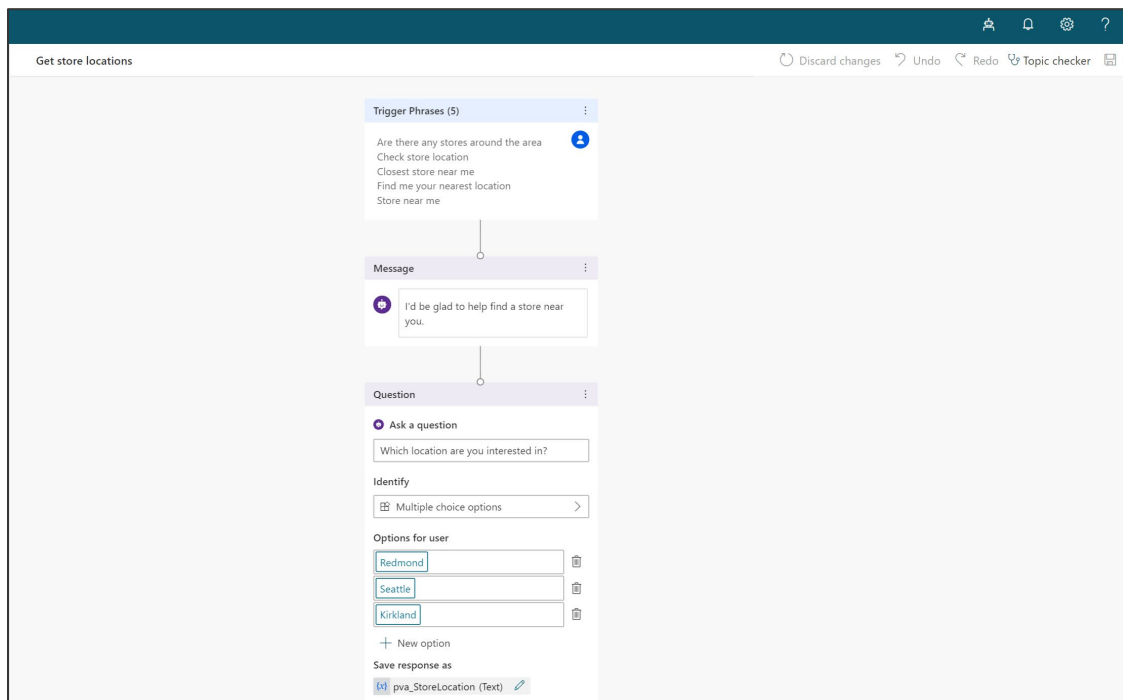 ?
Get store locations
Discard changes Undo Redo Topic checker
Trigger Phrases (5)
Are there any stores around the area
Check store location
Closest store near me
Find me your nearest location
Store near me
Message
I'd be glad to help find a store near
you.
Question
Ask a question
Which location are you interested in?
Identify
Multiple choice options
Options for user
Redmond
Seattle
Kirkland
+ New option
Save response as
{x} pva_StoreLocation (Text)